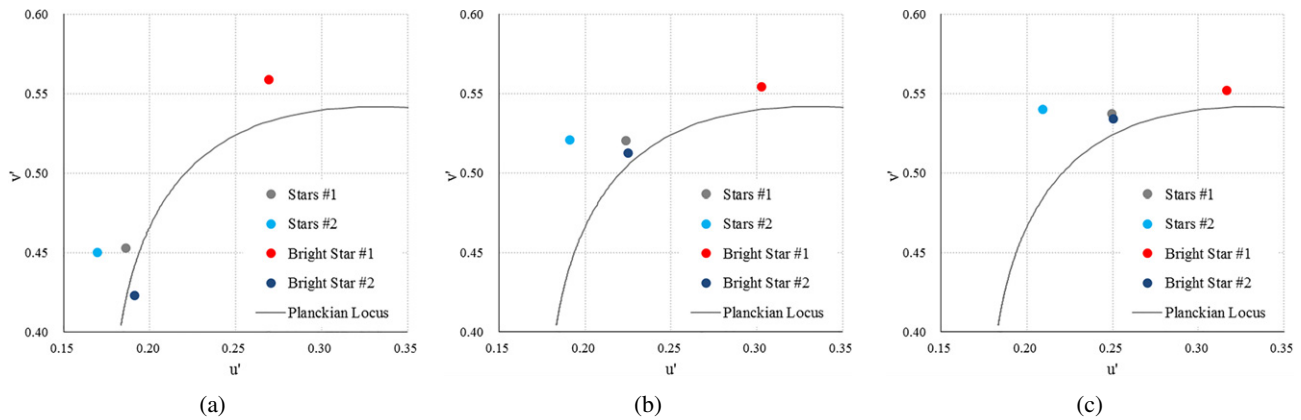 0.60
0.55
0.50
0.45
0.40
v'
0.15 0.20 0.25 0.30 0.35
u'
Stars #1
Stars #2
Bright Star #1
Bright Star #2
Planckian Locus
(a)
0.60
0.55
0.50
0.45
0.40
v'
0.15 0.20 0.25 0.30 0.35
u'
Stars #1
Stars #2
Bright Star #1
Bright Star #2
Planckian Locus
(b)
0.60
0.55
0.50
0.45
0.40
v'
0.15 0.20 0.25 0.30 0.35
u'
Stars #1
Stars #2
Bright Star #1
Bright Star #2
Planckian Locus
(c)